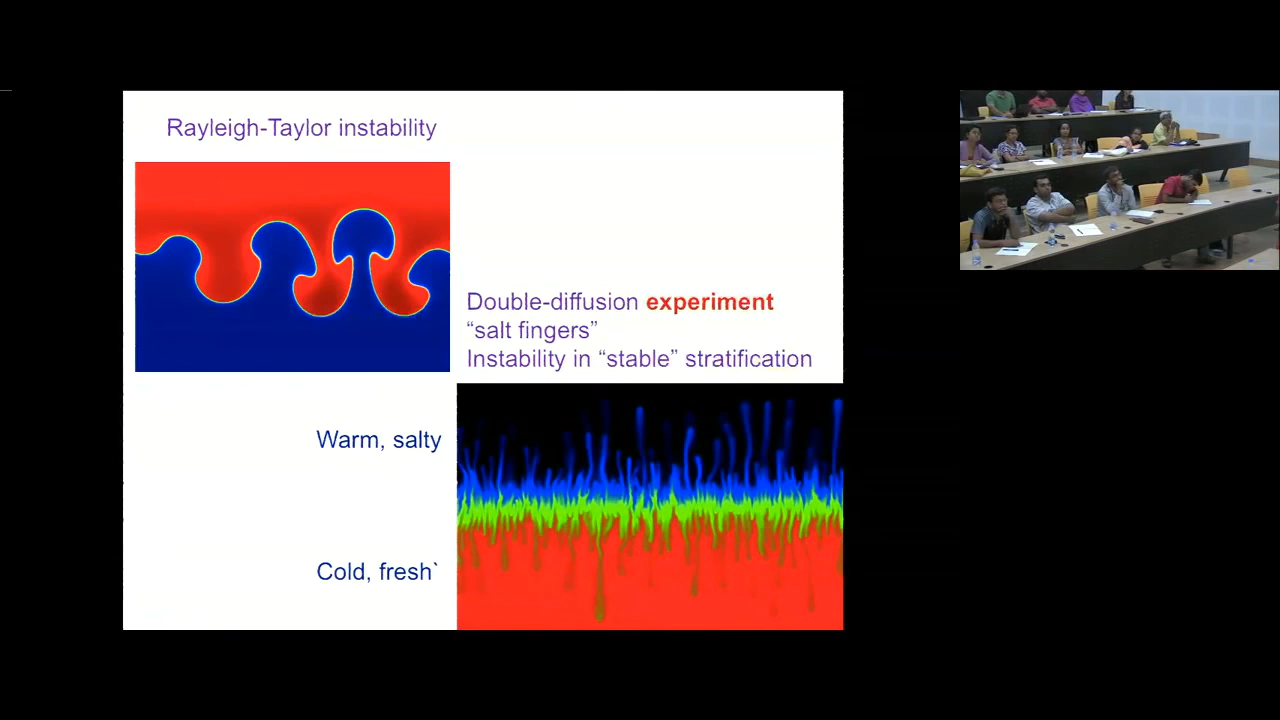 Rayleigh-Taylor instability
Double-diffusion experiment
“salt fingers”
Instability in “stable” stratification
Warm, salty
Cold, fresh`